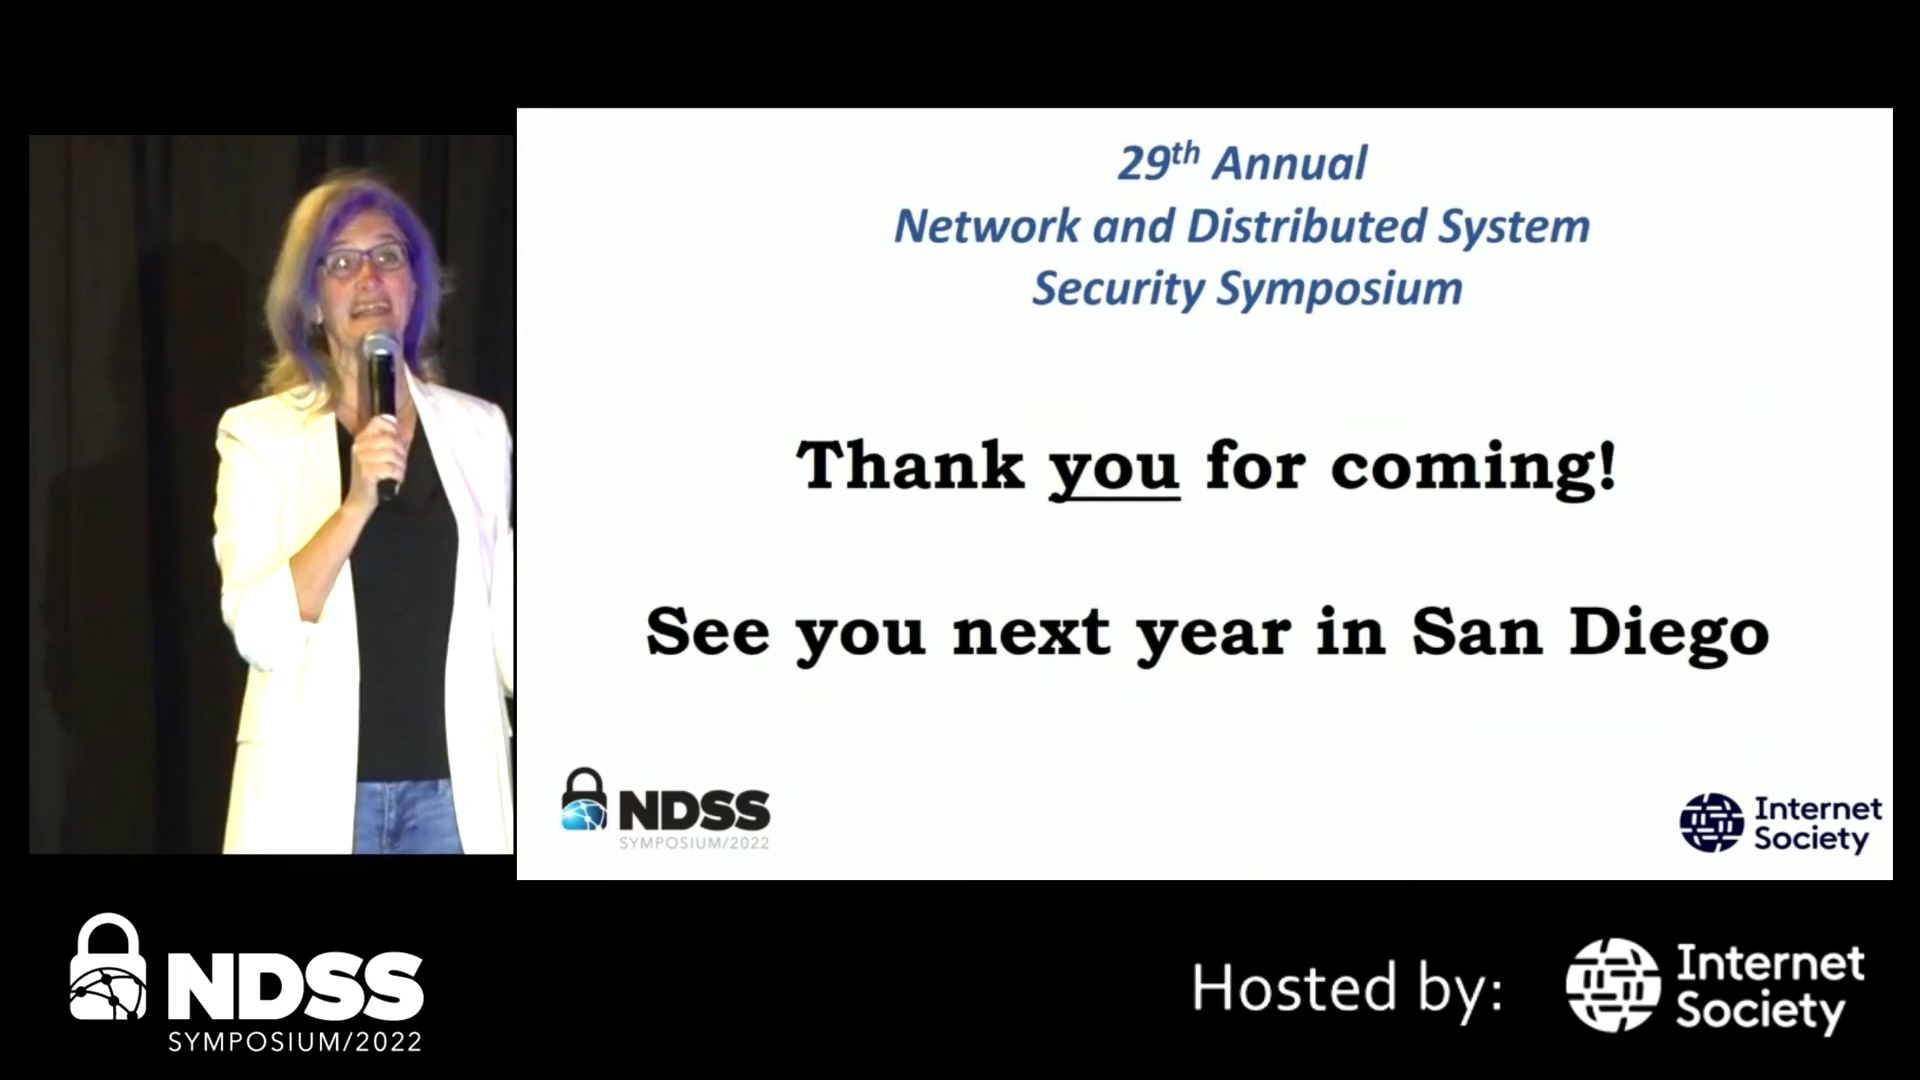 29th Annual
Network and Distributed System
Security Symposium
Thank you for coming!
See you next year in San Diego
NDSS
SYMPOSIUM/2022
Internet
Society
NDSS
SYMPOSIUM/2022
Hosted by:
Internet
Society